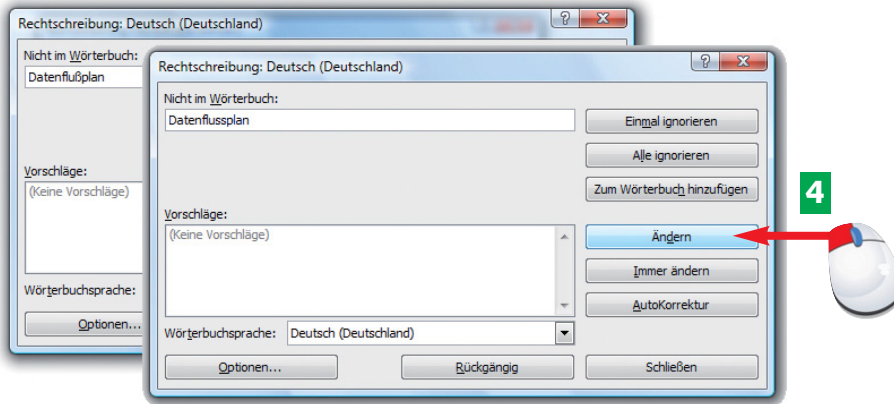 Rechtschreibung: Deutsch (Deutschland)
Nicht im Wörterbuch:
Datenflußplan
Vorschläge:
(Keine Vorschläge)
Wörterbuchsprache:
Optionen...
Rechtschreibung: Deutsch (Deutschland)
Nicht im Wörterbuch:
Datenflussplan
Einmal ignorieren
Alle ignorieren
Zum Wörterbuch hinzufügen
Vorschläge:
(Keine Vorschläge)
Ändern
Immer ändern
AutoKorrektur
Wörterbuchsprache: Deutsch (Deutschland)
Optionen... Rückgängig Schließen
4